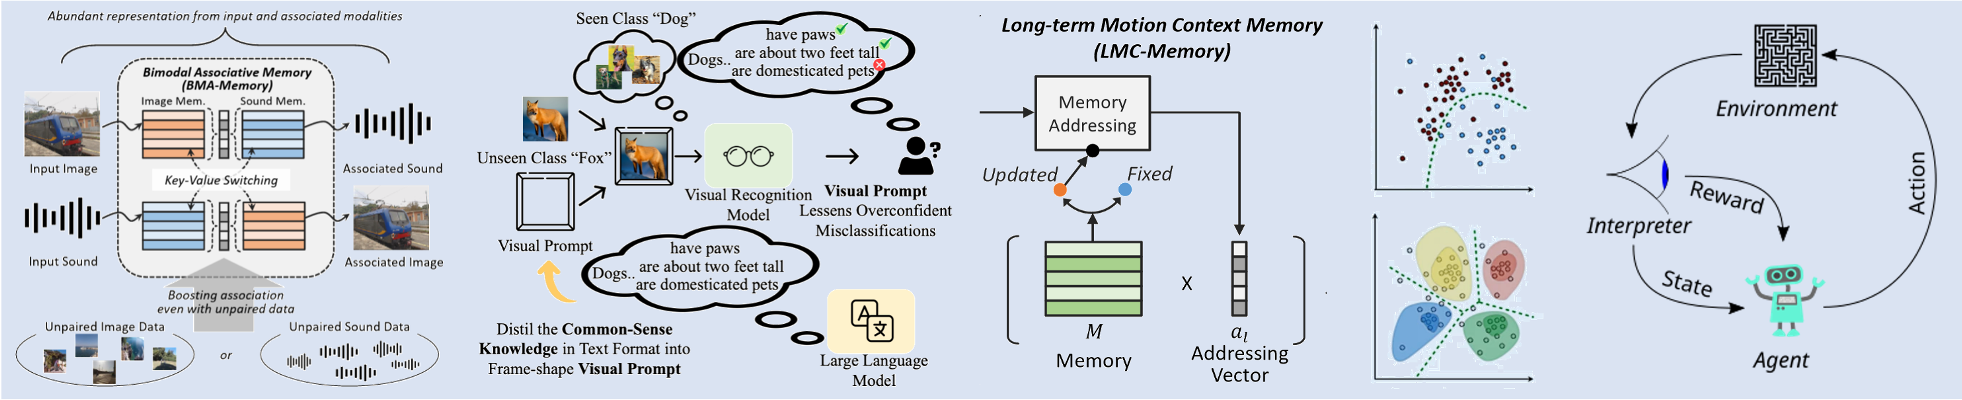 Abundant representation from input and associated modalities
Bimodal Associative Memory
(BMA-Memory)
Image Mem.
Sound Mem.
Input Image
Associated Sound
Key-Value Switching
Input Sound
Associated Image
Boosting association
even with unpaired data
Unpaired Image Data
or
Unpaired Sound Data
Seen Class “Dog”
have paws
Dogs.. are about two feet tall
are domesticated pets
Unseen Class “Fox”
Visual Prompt
Visual Recognition
Model
?
Visual Prompt
Lessens Overconfident
Misclassifications
have paws
Dogs.. are about two feet tall
are domesticated pets
Distil the Common-Sense
Knowledge in Text Format into
Frame-shape Visual Prompt
A 文
Large Language
Model
Long-term Motion Context Memory
(LMC-Memory)
Memory
Addressing
Updated
Fixed
M
X
aₗ
Memory
Addressing
Vector
Environment
Interpreter
Reward
State
Action
Agent